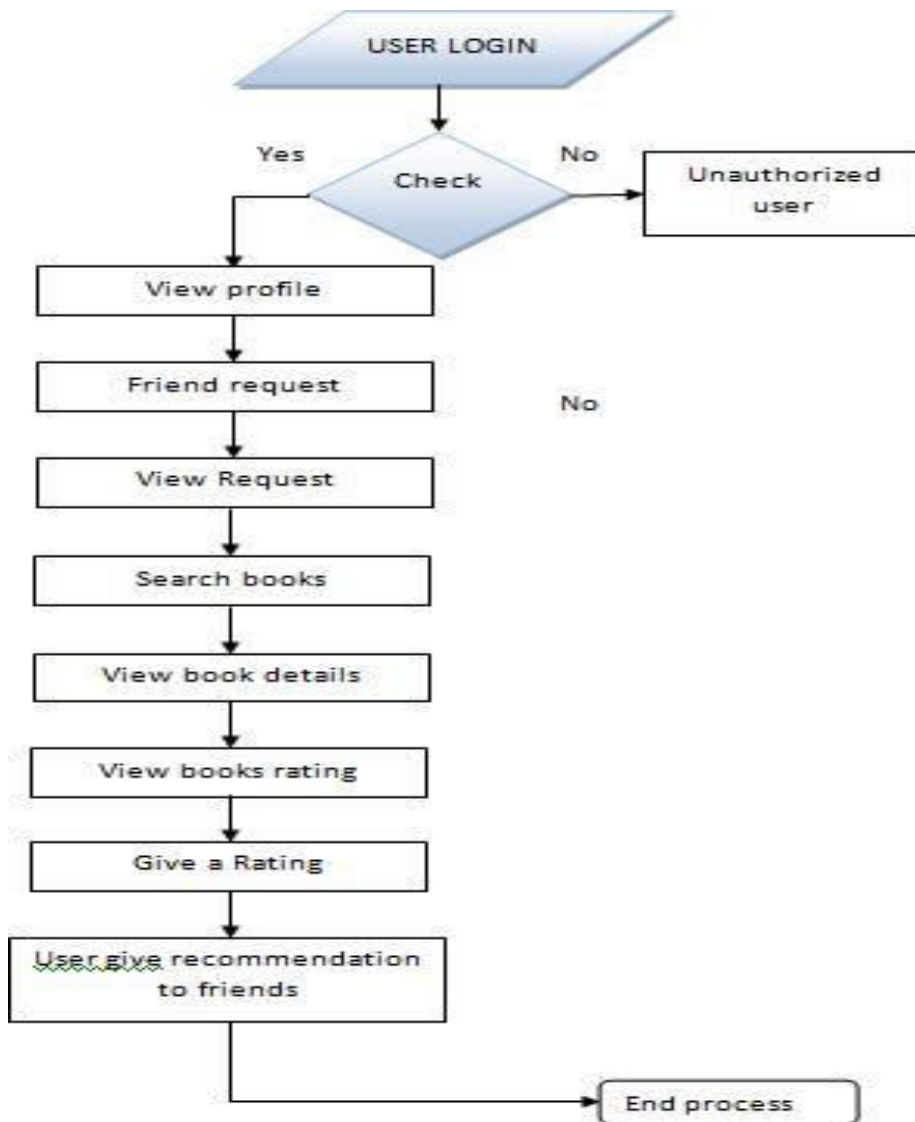 USER LOGIN
Yes
No
Check
Unauthorized
user
View profile
Friend request
No
View Request
Search books
View book details
View books rating
Give a Rating
User give recommendation
to friends
End process